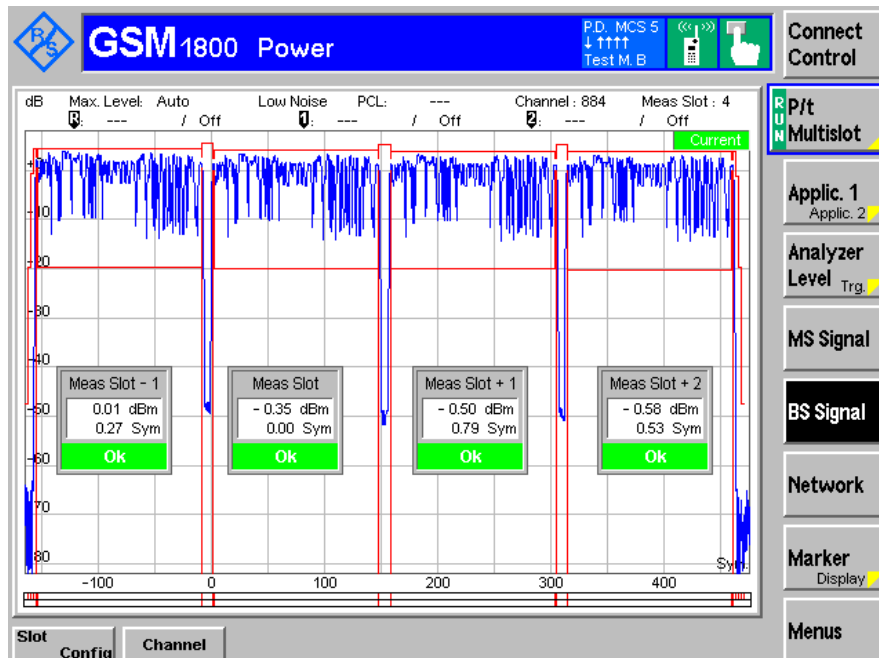 R/S
GSM 1800 Power
P.D. MCS 5
↓ ↑↑↑↑
Test M. B
Connect
Control
dB Max. Level: Auto Low Noise PCL: --- Channel : 884 Meas Slot : 4
R: --- / Off 1: --- / Off 2: --- / Off
Current
RUN
P/t
Multislot
Applic. 1
Applic. 2
Analyzer
Level Trg.
MS Signal
BS Signal
Network
Marker
Display
Menus
-10
-20
-30
-40
-50
-60
-70
-80
Meas Slot - 1
0.01 dBm
0.27 Sym
Ok
Meas Slot
- 0.35 dBm
0.00 Sym
Ok
Meas Slot + 1
- 0.50 dBm
0.79 Sym
Ok
Meas Slot + 2
- 0.58 dBm
0.53 Sym
Ok
Sym
-100 0 100 200 300 400
Slot
Config
Channel